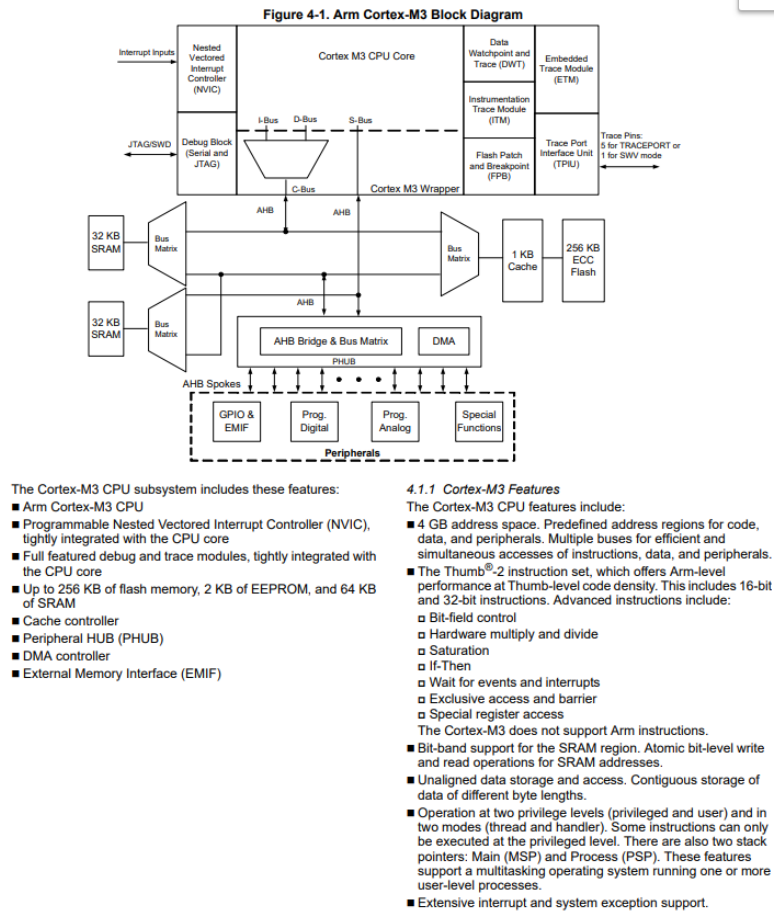 Figure 4-1. Arm Cortex-M3 Block Diagram
Interrupt Inputs
Nested
Vectored
Interrupt
Controller
(NVIC)
Cortex M3 CPU Core
Data
Watchpoint and
Trace (DWT)
Embedded
Trace Module
(ETM)
Instrumentation
Trace Module
(ITM)
I-Bus
D-Bus
S-Bus
JTAG/SWD
Debug Block
(Serial and
JTAG)
Flash Patch
and Breakpoint
(FPB)
Trace Port
Interface Unit
(TPIU)
Trace Pins:
5 for TRACEPORT or
1 for SWV mode
C-Bus
Cortex M3 Wrapper
AHB
AHB
32 KB
SRAM
Bus
Matrix
Bus
Matrix
1 KB
Cache
256 KB
ECC
Flash
AHB
32 KB
SRAM
Bus
Matrix
AHB Bridge & Bus Matrix
DMA
PHUB
AHB Spokes
GPIO &
EMIF
Prog.
Digital
Prog.
Analog
Special
Functions
Peripherals
The Cortex-M3 CPU subsystem includes these features:
■ Arm Cortex-M3 CPU
■ Programmable Nested Vectored Interrupt Controller (NVIC),
tightly integrated with the CPU core
■ Full featured debug and trace modules, tightly integrated with
the CPU core
■ Up to 256 KB of flash memory, 2 KB of EEPROM, and 64 KB
of SRAM
■ Cache controller
■ Peripheral HUB (PHUB)
■ DMA controller
■ External Memory Interface (EMIF)
4.1.1 Cortex-M3 Features
The Cortex-M3 CPU features include:
■ 4 GB address space. Predefined address regions for code,
data, and peripherals. Multiple buses for efficient and
simultaneous accesses of instructions, data, and peripherals.
■ The Thumb®-2 instruction set, which offers Arm-level
performance at Thumb-level code density. This includes 16-bit
and 32-bit instructions. Advanced instructions include:
❐ Bit-field control
❐ Hardware multiply and divide
❐ Saturation
❐ If-Then
❐ Wait for events and interrupts
❐ Exclusive access and barrier
❐ Special register access
The Cortex-M3 does not support Arm instructions.
■ Bit-band support for the SRAM region. Atomic bit-level write
and read operations for SRAM addresses.
■ Unaligned data storage and access. Contiguous storage of
data of different byte lengths.
■ Operation at two privilege levels (privileged and user) and in
two modes (thread and handler). Some instructions can only
be executed at the privileged level. There are also two stack
pointers: Main (MSP) and Process (PSP). These features
support a multitasking operating system running one or more
user-level processes.
■ Extensive interrupt and system exception support.